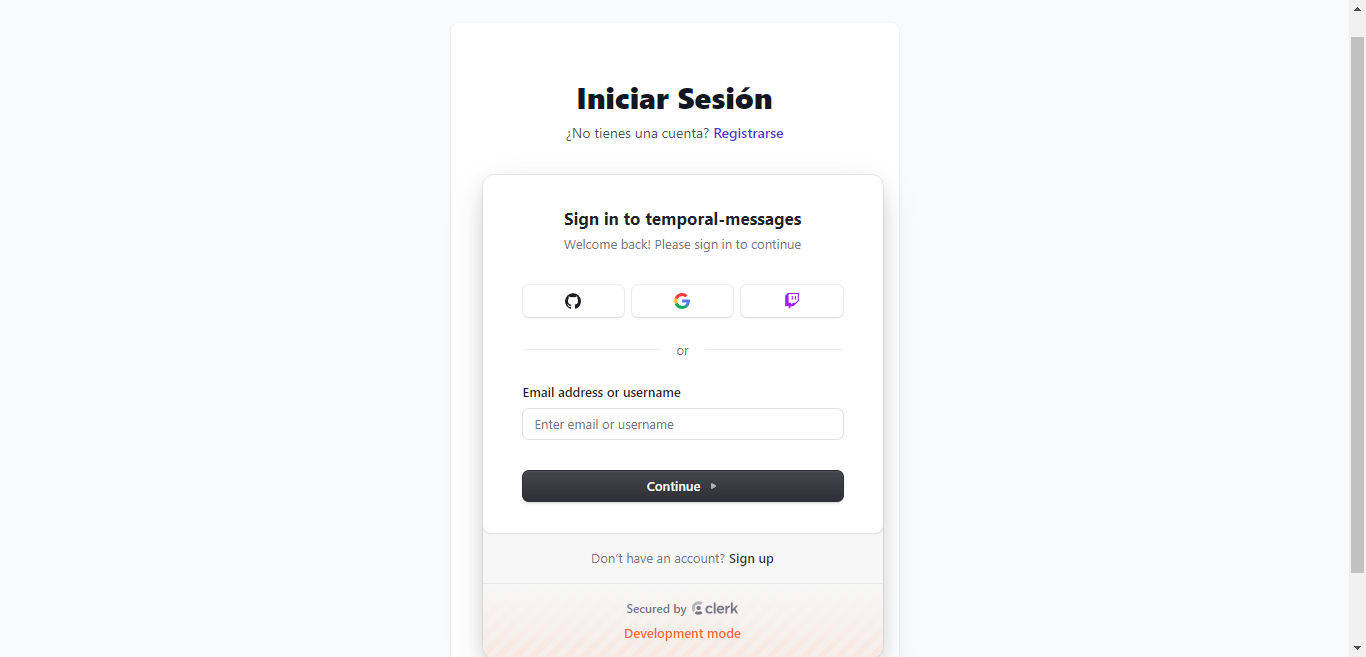 Iniciar Sesión
¿No tienes una cuenta? Registrarse
Sign in to temporal-messages
Welcome back! Please sign in to continue
or
Email address or username
Enter email or username
Continue
Don't have an account? Sign up
Secured by clerk
Development mode